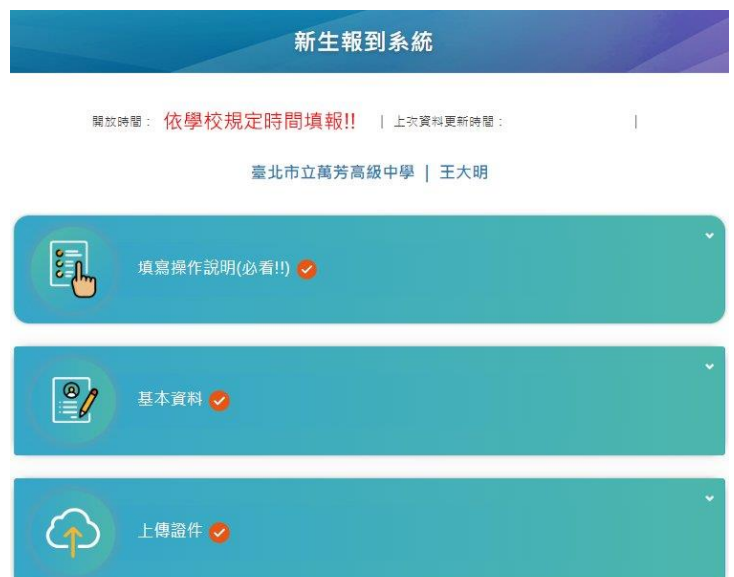 新生報到系統
開放時間： 依學校規定時間填報!! | 上次資料更新時間： |
臺北市立萬芳高級中學 | 王大明
填寫操作說明(必看!!)
基本資料
上傳證件